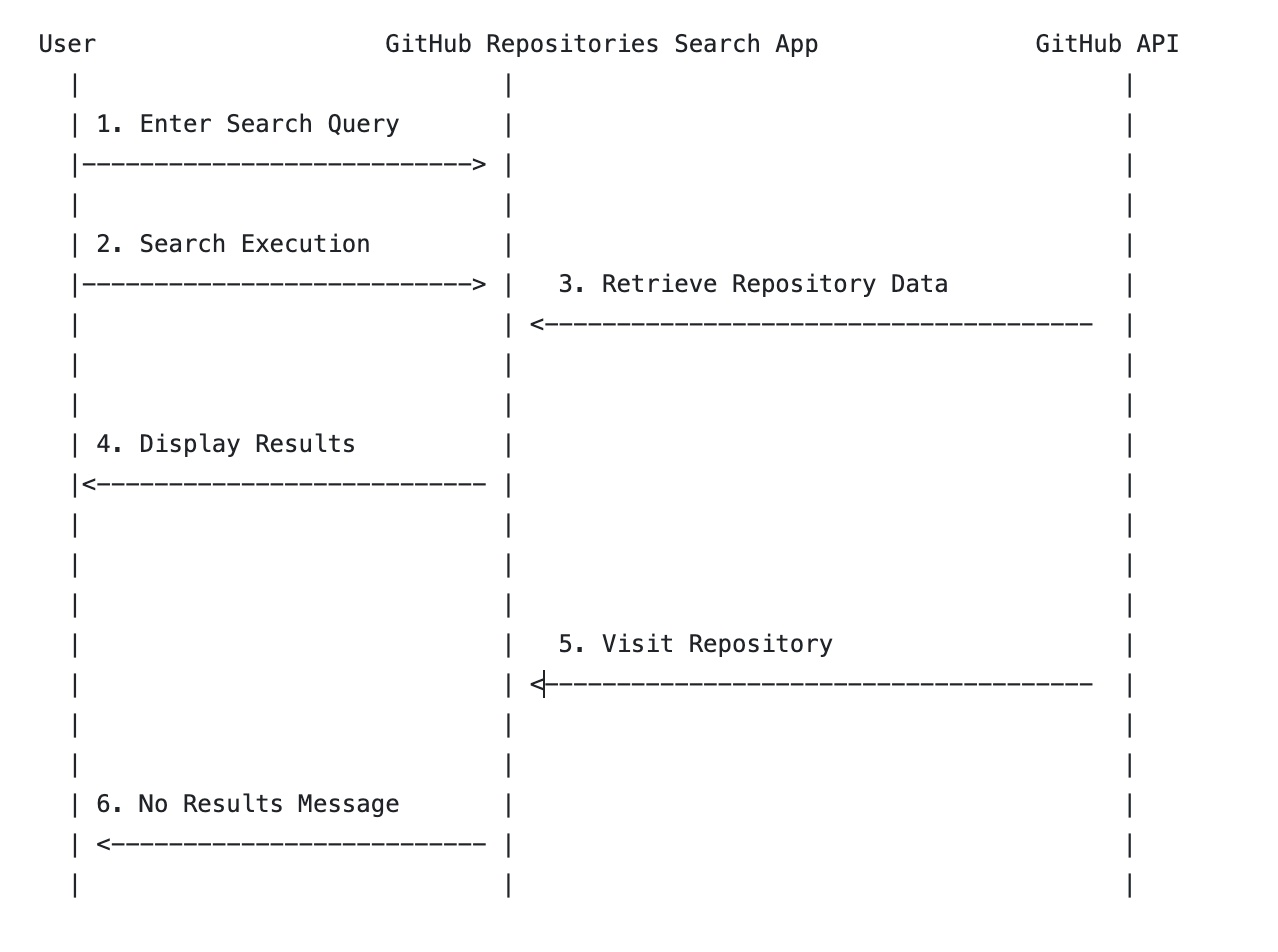 User GitHub Repositories Search App GitHub API
1. Enter Search Query
2. Search Execution
3. Retrieve Repository Data
4. Display Results
5. Visit Repository
6. No Results Message